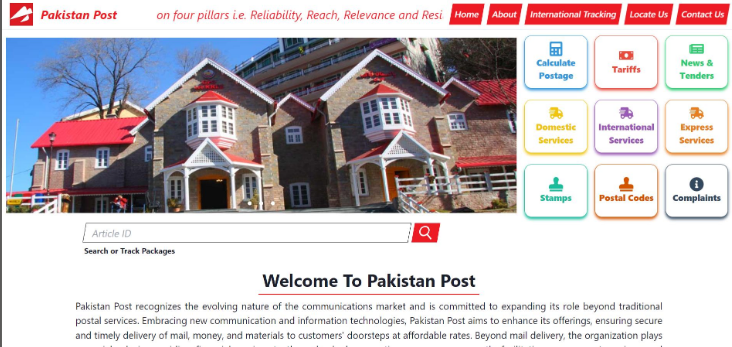 Pakistan Post
on four pillars i.e. Reliability, Reach, Relevance and Resi
Home
About
International Tracking
Locate Us
Contact Us
Calculate
Postage
Tariffs
News &
Tenders
Domestic
Services
International
Services
Express
Services
Stamps
Postal Codes
Complaints
Article ID
Search or Track Packages
Welcome To Pakistan Post
Pakistan Post recognizes the evolving nature of the communications market and is committed to expanding its role beyond traditional
postal services. Embracing new communication and information technologies, Pakistan Post aims to enhance its offerings, ensuring secure
and timely delivery of mail, money, and materials to customers' doorsteps at affordable rates. Beyond mail delivery, the organization plays